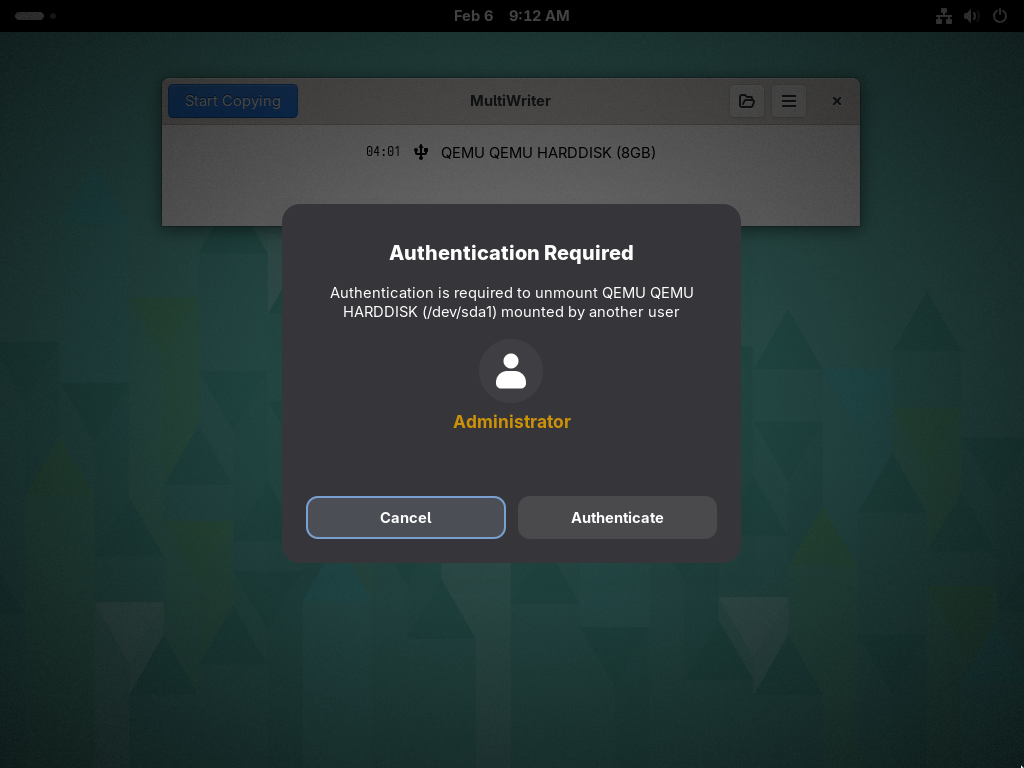 Feb 6 9:12 AM
Start Copying
MultiWriter
04:01 QEMU QEMU HARDDISK (8GB)
Authentication Required
Authentication is required to unmount QEMU QEMU
HARDDISK (/dev/sda1) mounted by another user
Administrator
Cancel
Authenticate